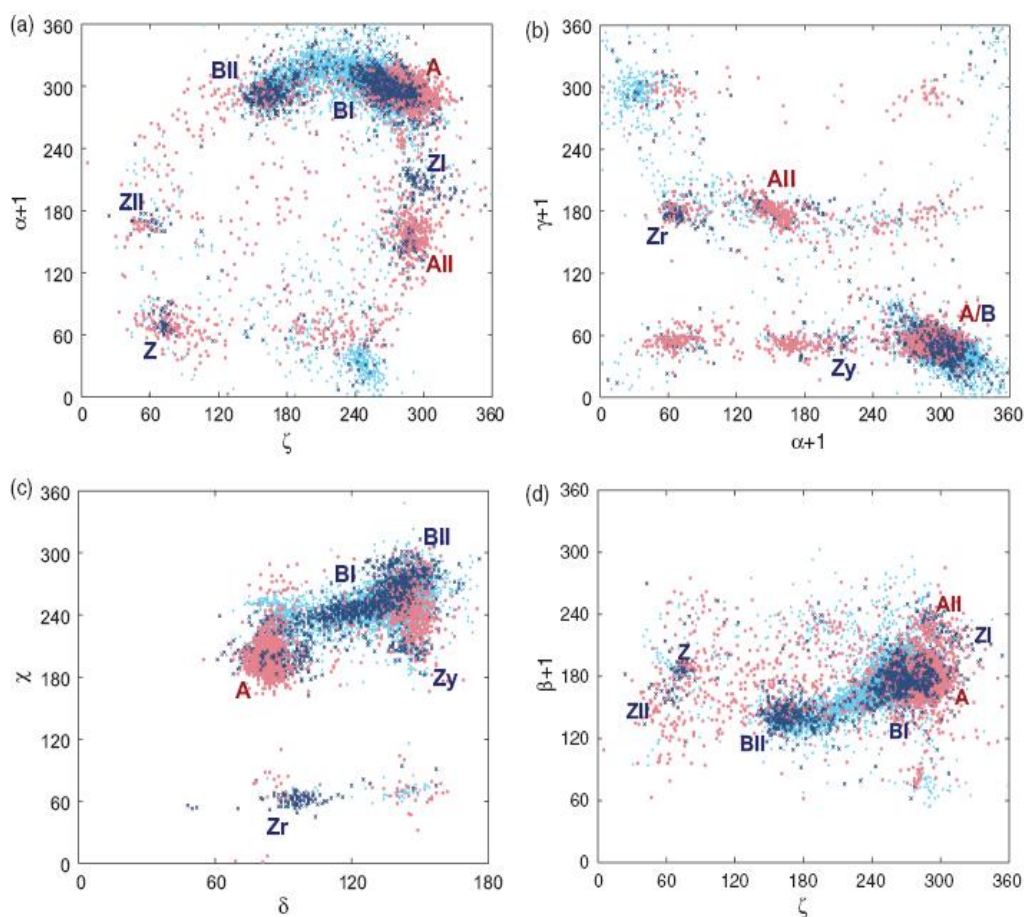 (a)
360
300
240
180
120
60
0
α+1
BII
A
BI
ZI
ZII
AII
Z
0 60 120 180 240 300 360
ζ
(b)
360
300
240
180
120
60
0
γ+1
AII
Zr
A/B
Zy
0 60 120 180 240 300 360
α+1
(c)
360
300
240
180
120
60
0
χ
BII
BI
A
Zy
Zr
60 120 180
δ
(d)
360
300
240
180
120
60
0
β+1
AII
Z
ZI
ZII
A
BII
BI
0 60 120 180 240 300 360
ζ